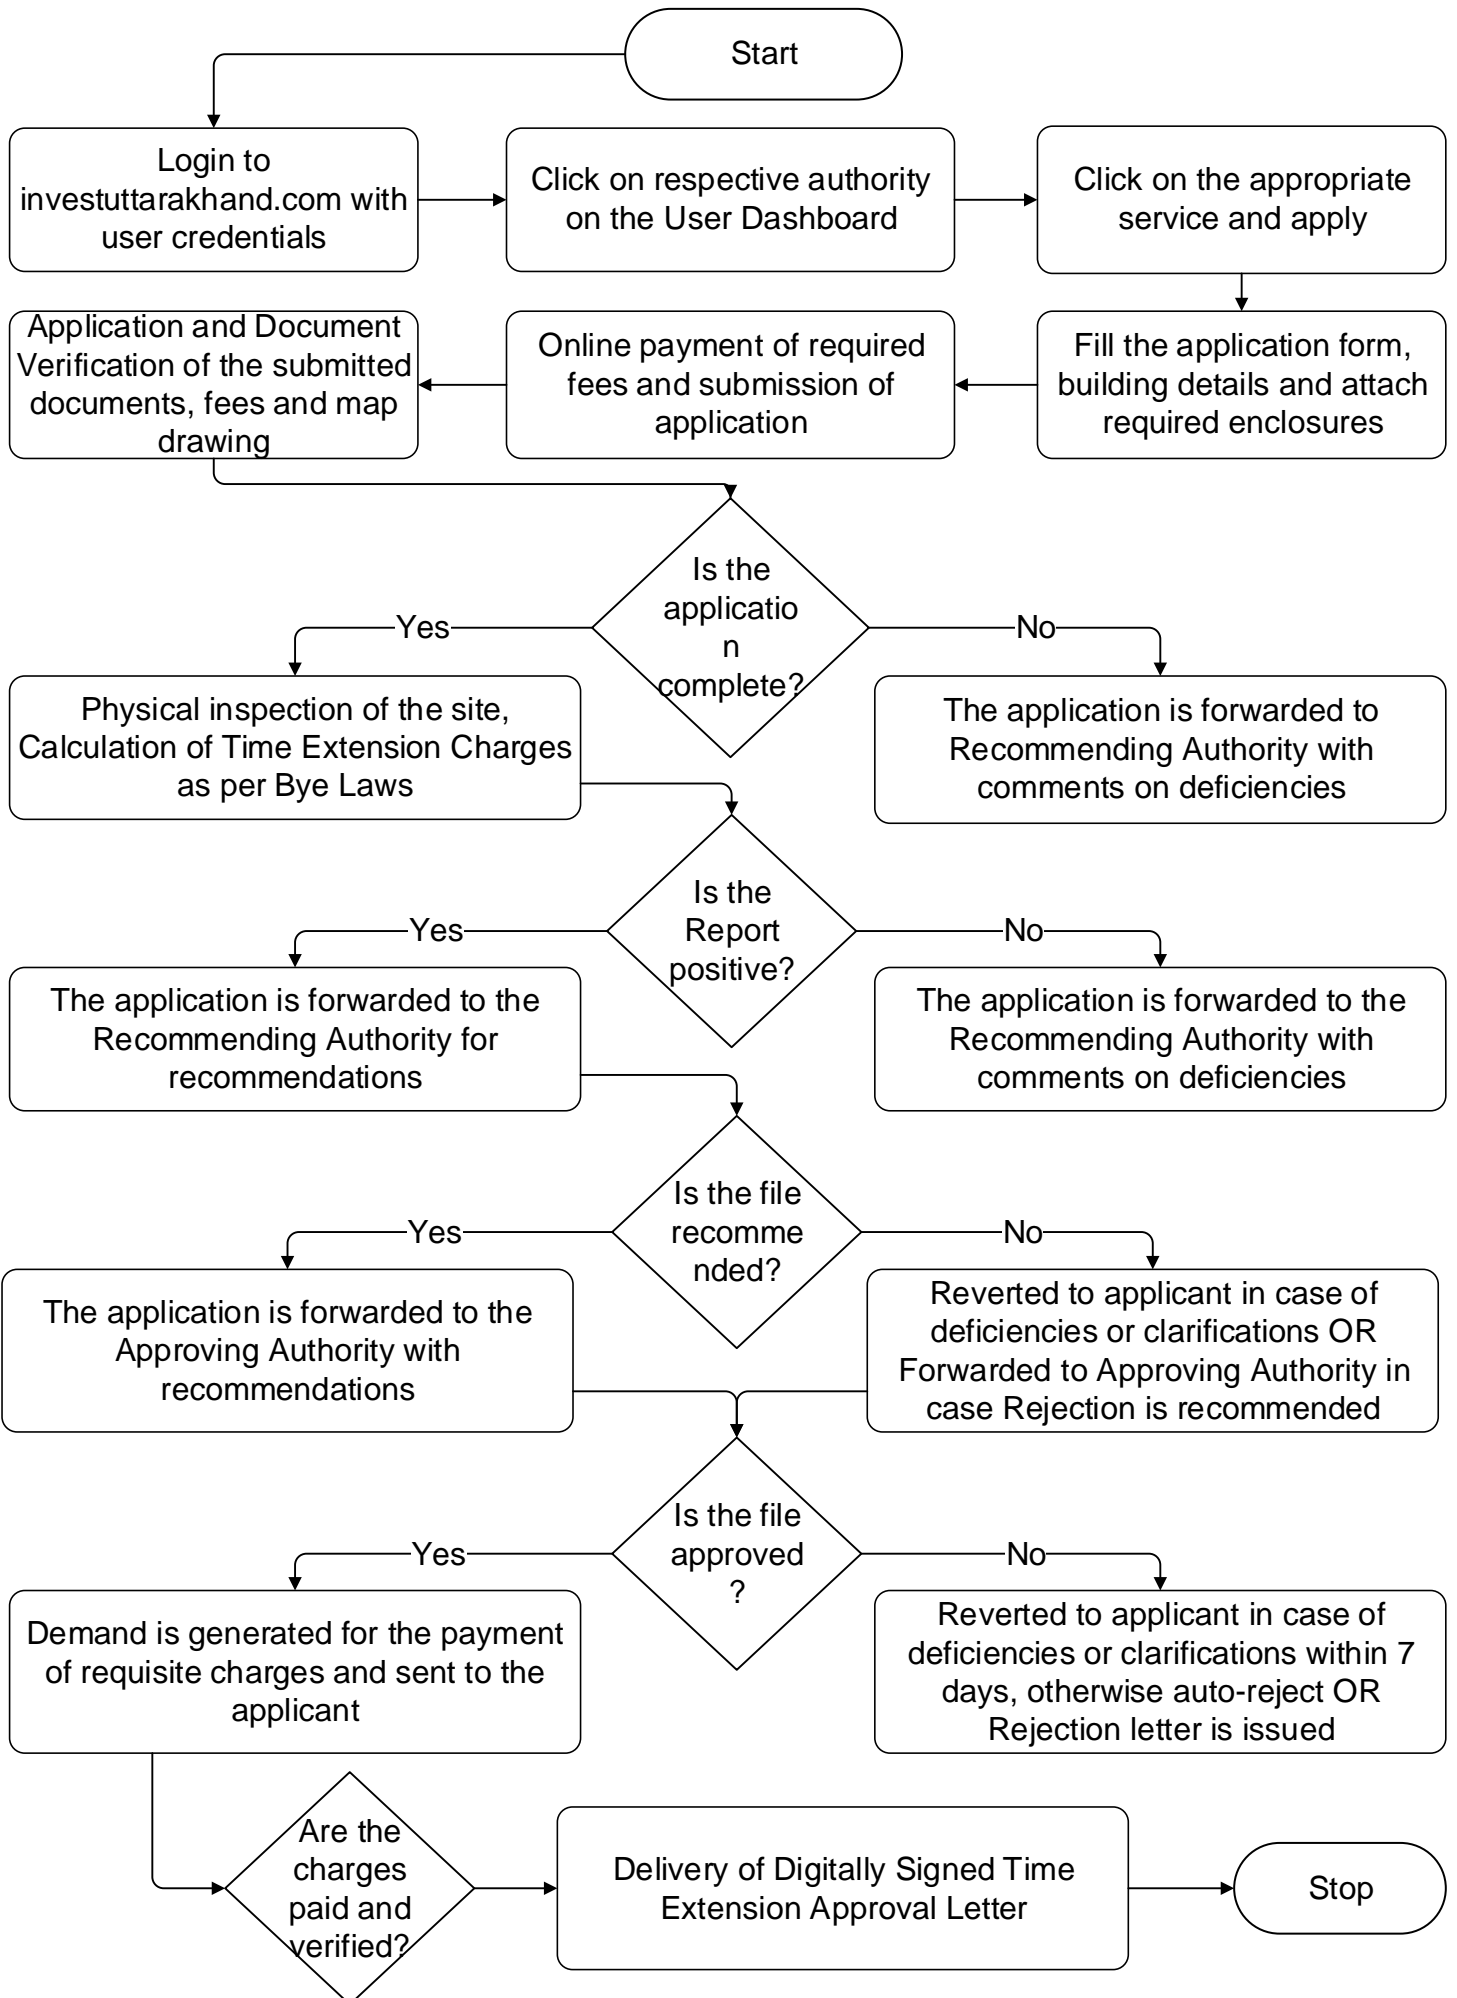 Start
Login to
investuttarakhand.com with
user credentials
Click on respective authority
on the User Dashboard
Click on the appropriate
service and apply
Fill the application form,
building details and attach
required enclosures
Online payment of required
fees and submission of
application
Application and Document
Verification of the submitted
documents, fees and map
drawing
Is the
applicatio
n
complete?
Yes
No
Physical inspection of the site,
Calculation of Time Extension Charges
as per Bye Laws
The application is forwarded to
Recommending Authority with
comments on deficiencies
Is the
Report
positive?
Yes
No
The application is forwarded to the
Recommending Authority for
recommendations
The application is forwarded to the
Recommending Authority with
comments on deficiencies
Is the file
recomme
nded?
Yes
No
The application is forwarded to the
Approving Authority with
recommendations
Reverted to applicant in case of
deficiencies or clarifications OR
Forwarded to Approving Authority in
case Rejection is recommended
Is the file
approved
?
Yes
No
Demand is generated for the payment
of requisite charges and sent to the
applicant
Reverted to applicant in case of
deficiencies or clarifications within 7
days, otherwise auto-reject OR
Rejection letter is issued
Are the
charges
paid and
verified?
Delivery of Digitally Signed Time
Extension Approval Letter
Stop